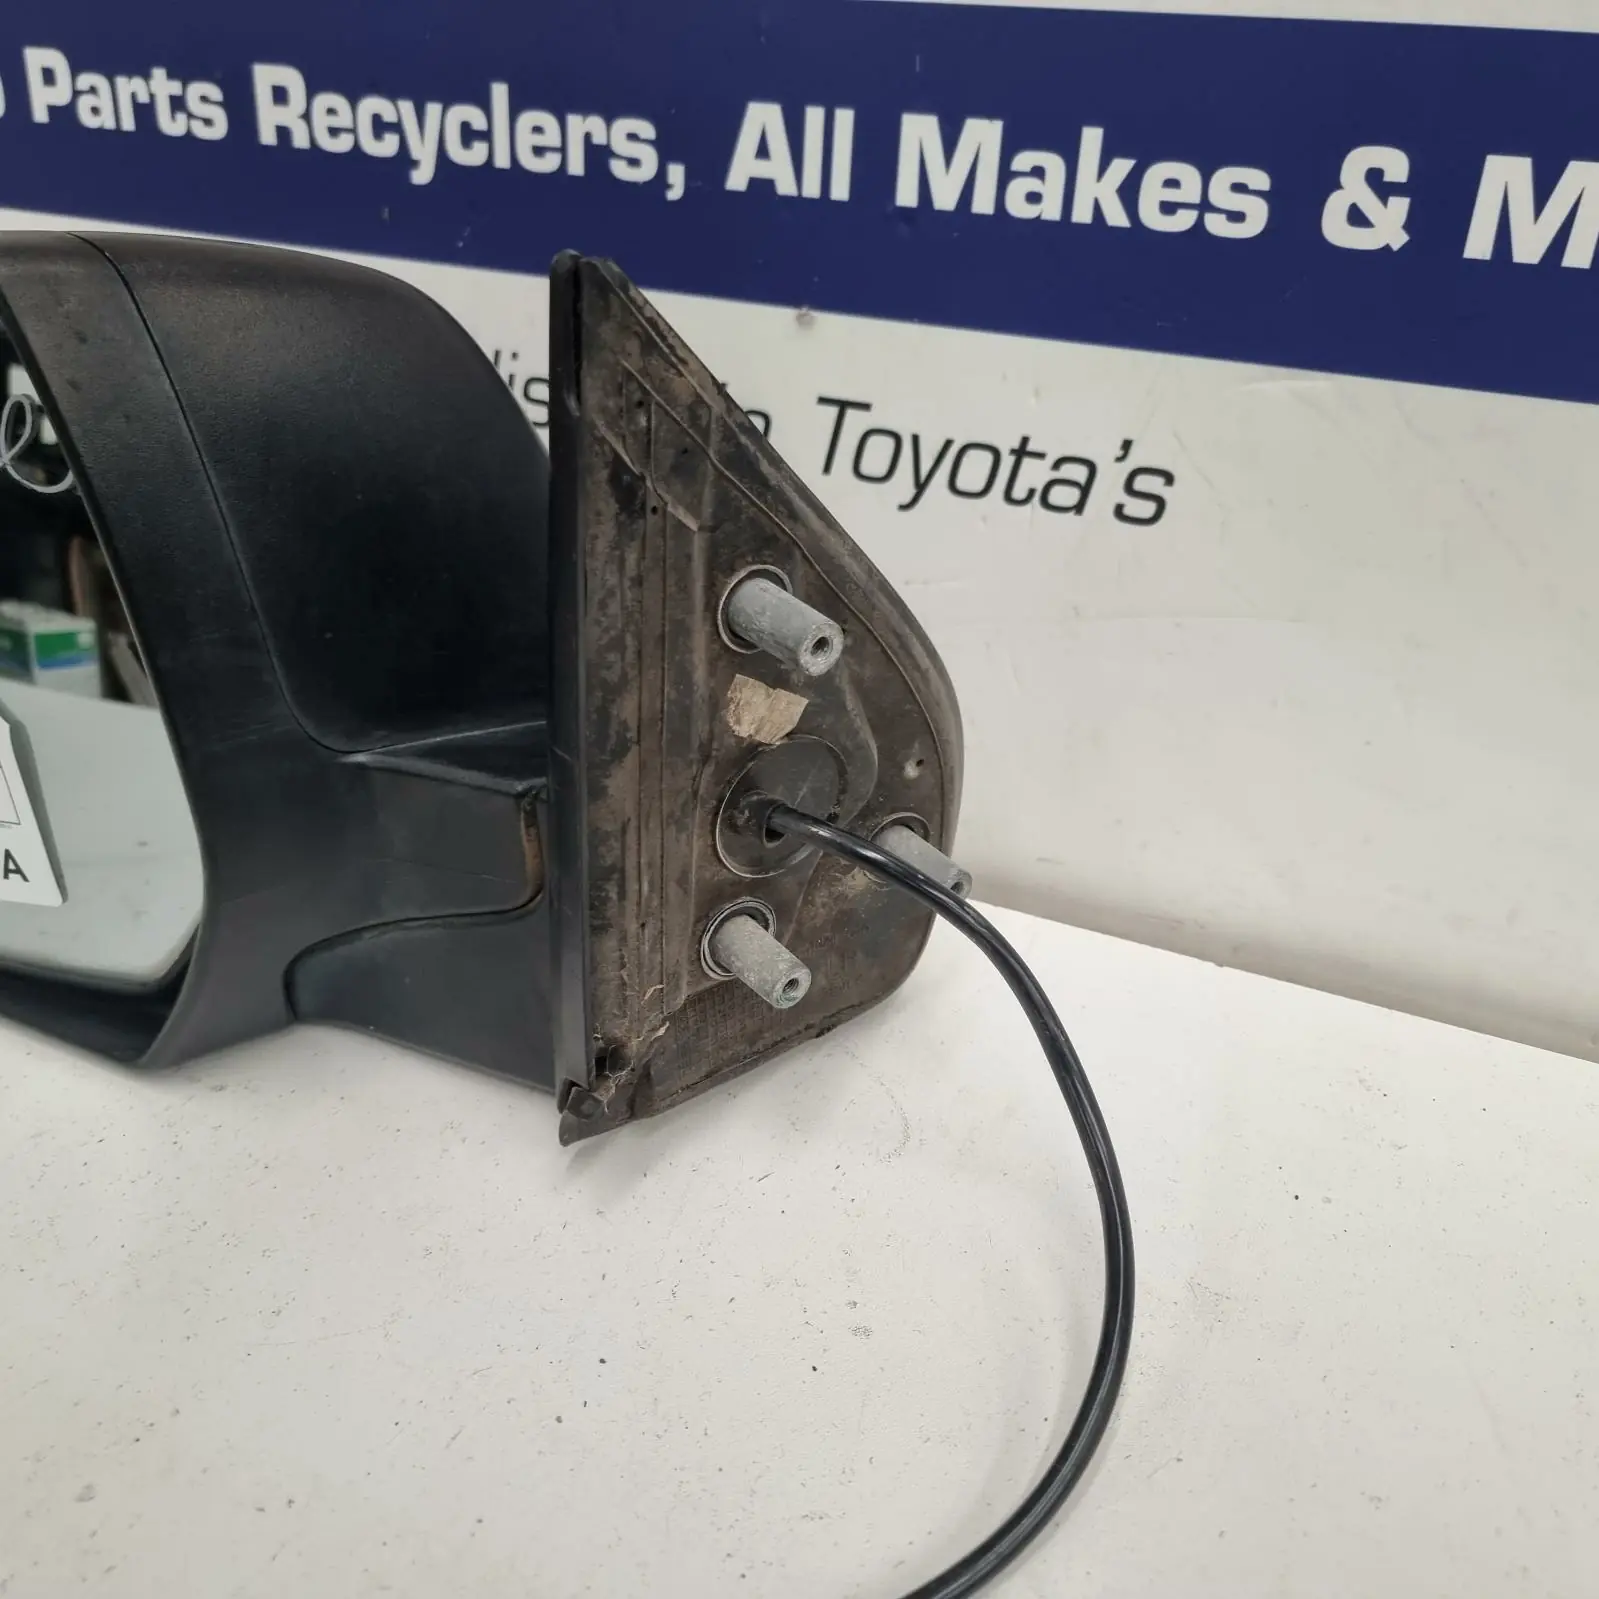 Parts Recyclers, All Makes & M
Toyota's
A